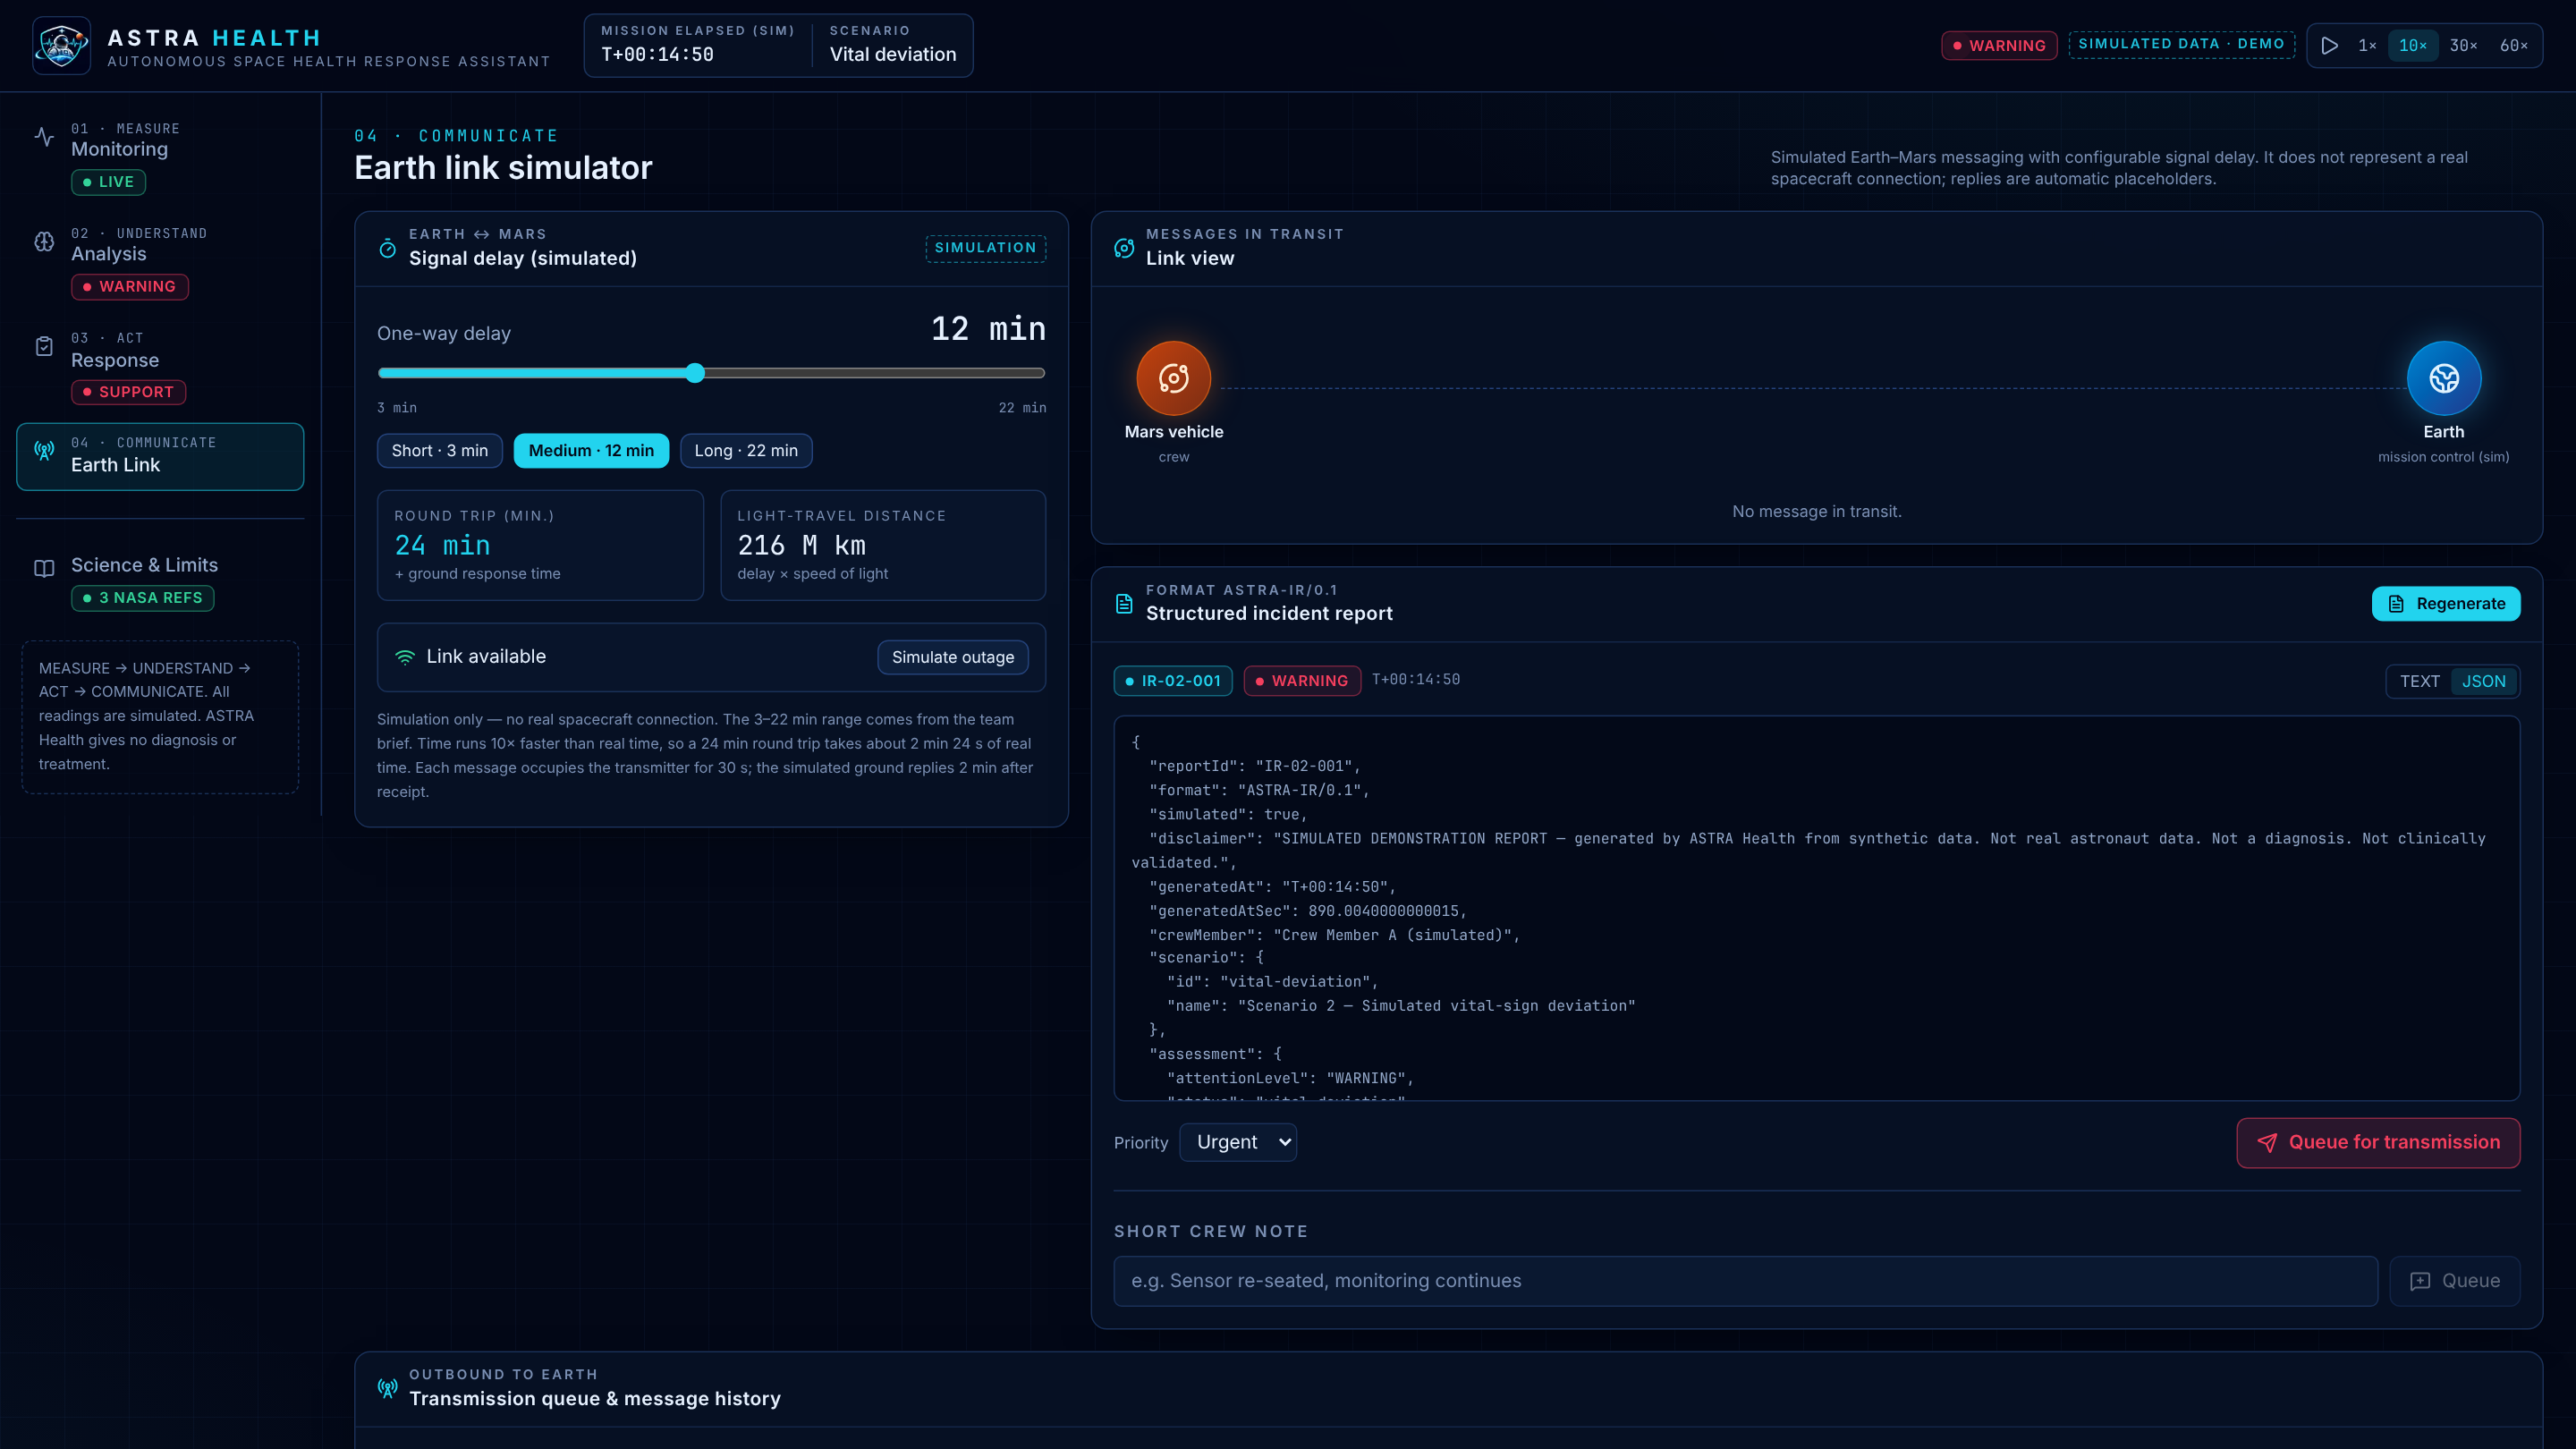 ASTRA HEALTH
AUTONOMOUS SPACE HEALTH RESPONSE ASSISTANT
MISSION ELAPSED (SIM)
T+00:14:50
SCENARIO
Vital deviation
WARNING
SIMULATED DATA · DEMO
1×
10×
30×
60×
01 · MEASURE
Monitoring
LIVE
02 · UNDERSTAND
Analysis
WARNING
03 · ACT
Response
SUPPORT
04 · COMMUNICATE
Earth Link
Science & Limits
3 NASA REFS
MEASURE → UNDERSTAND →
ACT → COMMUNICATE. All
readings are simulated. ASTRA
Health gives no diagnosis or
treatment.
04 · COMMUNICATE
Earth link simulator
Simulated Earth–Mars messaging with configurable signal delay. It does not represent a real
spacecraft connection; replies are automatic placeholders.
EARTH ↔ MARS
Signal delay (simulated)
SIMULATION
One-way delay
12 min
3 min
22 min
Short · 3 min
Medium · 12 min
Long · 22 min
ROUND TRIP (MIN.)
24 min
+ ground response time
LIGHT-TRAVEL DISTANCE
216 M km
delay × speed of light
Link available
Simulate outage
Simulation only — no real spacecraft connection. The 3–22 min range comes from the team
brief. Time runs 10× faster than real time, so a 24 min round trip takes about 2 min 24 s of real
time. Each message occupies the transmitter for 30 s; the simulated ground replies 2 min after
receipt.
MESSAGES IN TRANSIT
Link view
Mars vehicle
crew
Earth
mission control (sim)
No message in transit.
FORMAT ASTRA-IR/0.1
Structured incident report
Regenerate
IR-02-001
WARNING
T+00:14:50
TEXT
JSON
{
"reportId": "IR-02-001",
"format": "ASTRA-IR/0.1",
"simulated": true,
"disclaimer": "SIMULATED DEMONSTRATION REPORT — generated by ASTRA Health from synthetic data. Not real astronaut data. Not a diagnosis. Not clinically
validated.",
"generatedAt": "T+00:14:50",
"generatedAtSec": 890.0040000000015,
"crewMember": "Crew Member A (simulated)",
"scenario": {
"id": "vital-deviation",
"name": "Scenario 2 — Simulated vital-sign deviation"
},
"assessment": {
"attentionLevel": "WARNING",
Priority
Urgent
Queue for transmission
SHORT CREW NOTE
e.g. Sensor re-seated, monitoring continues
Queue
OUTBOUND TO EARTH
Transmission queue & message history